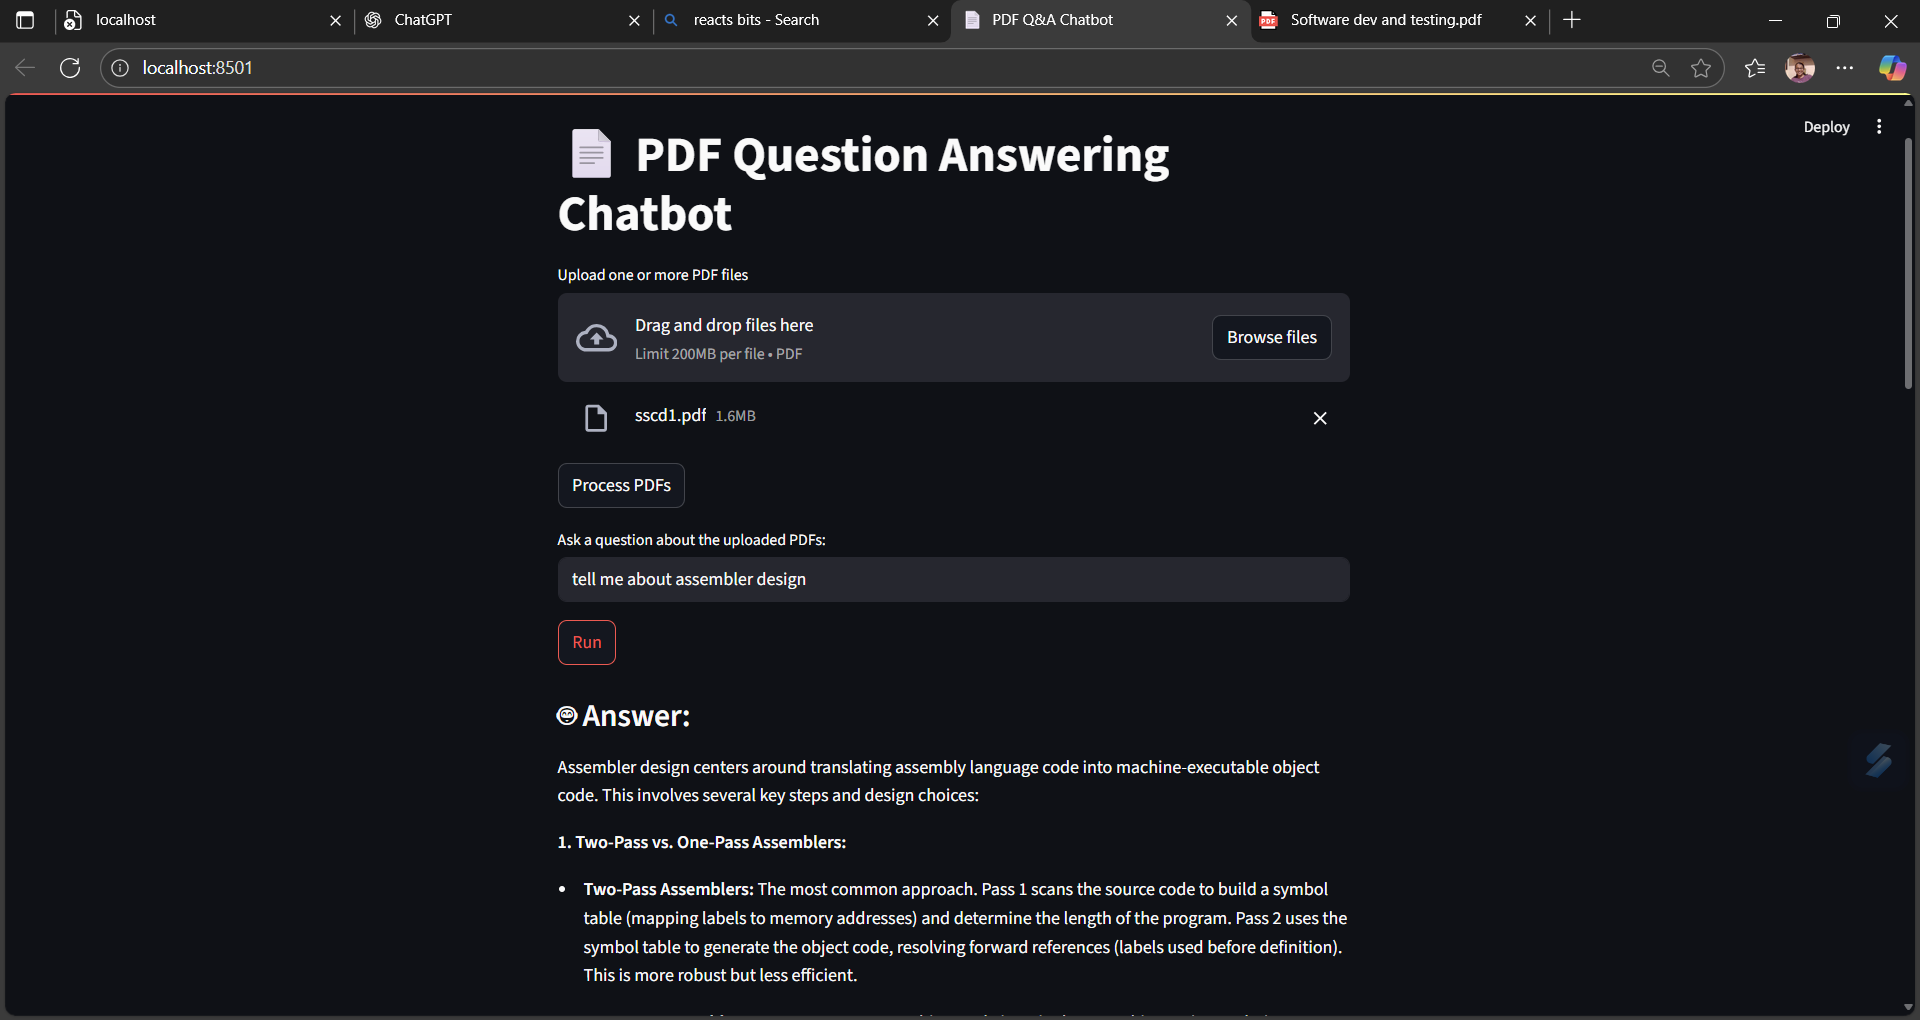 localhost
ChatGPT
reacts bits - Search
PDF Q&A Chatbot
PDF
Software dev and testing.pdf
localhost:8501
Deploy
PDF Question Answering
Chatbot
Upload one or more PDF files
Drag and drop files here
Limit 200MB per file • PDF
Browse files
sscd1.pdf 1.6MB
Process PDFs
Ask a question about the uploaded PDFs:
tell me about assembler design
Run
Answer:
Assembler design centers around translating assembly language code into machine-executable object
code. This involves several key steps and design choices:
1. Two-Pass vs. One-Pass Assemblers:
• Two-Pass Assemblers: The most common approach. Pass 1 scans the source code to build a symbol
table (mapping labels to memory addresses) and determine the length of the program. Pass 2 uses the
symbol table to generate the object code, resolving forward references (labels used before definition).
This is more robust but less efficient.